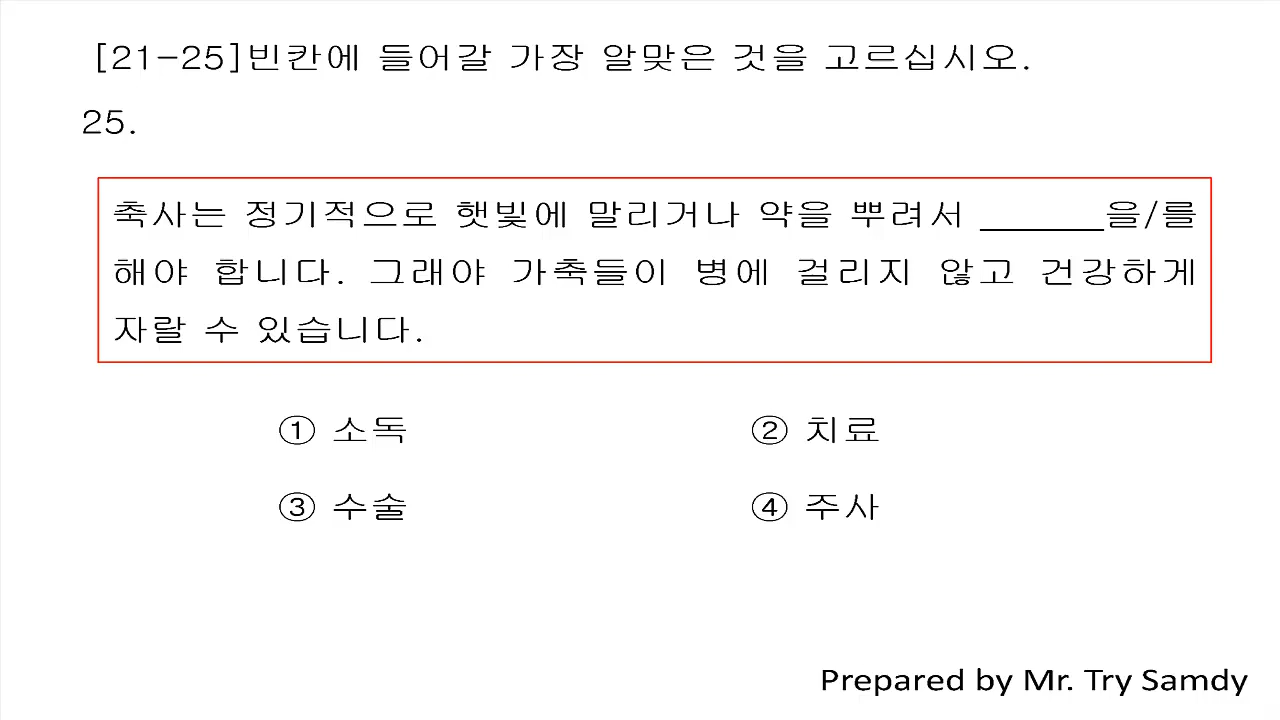 [21-25]빈칸에 들어갈 가장 알맞은 것을 고르십시오.
25.
축사는 정기적으로 햇빛에 말리거나 약을 뿌려서 ______을/를
해야 합니다. 그래야 가축들이 병에 걸리지 않고 건강하게
자랄 수 있습니다.
① 소독 ② 치료
③ 수술 ④ 주사
Prepared by Mr. Try Samdy